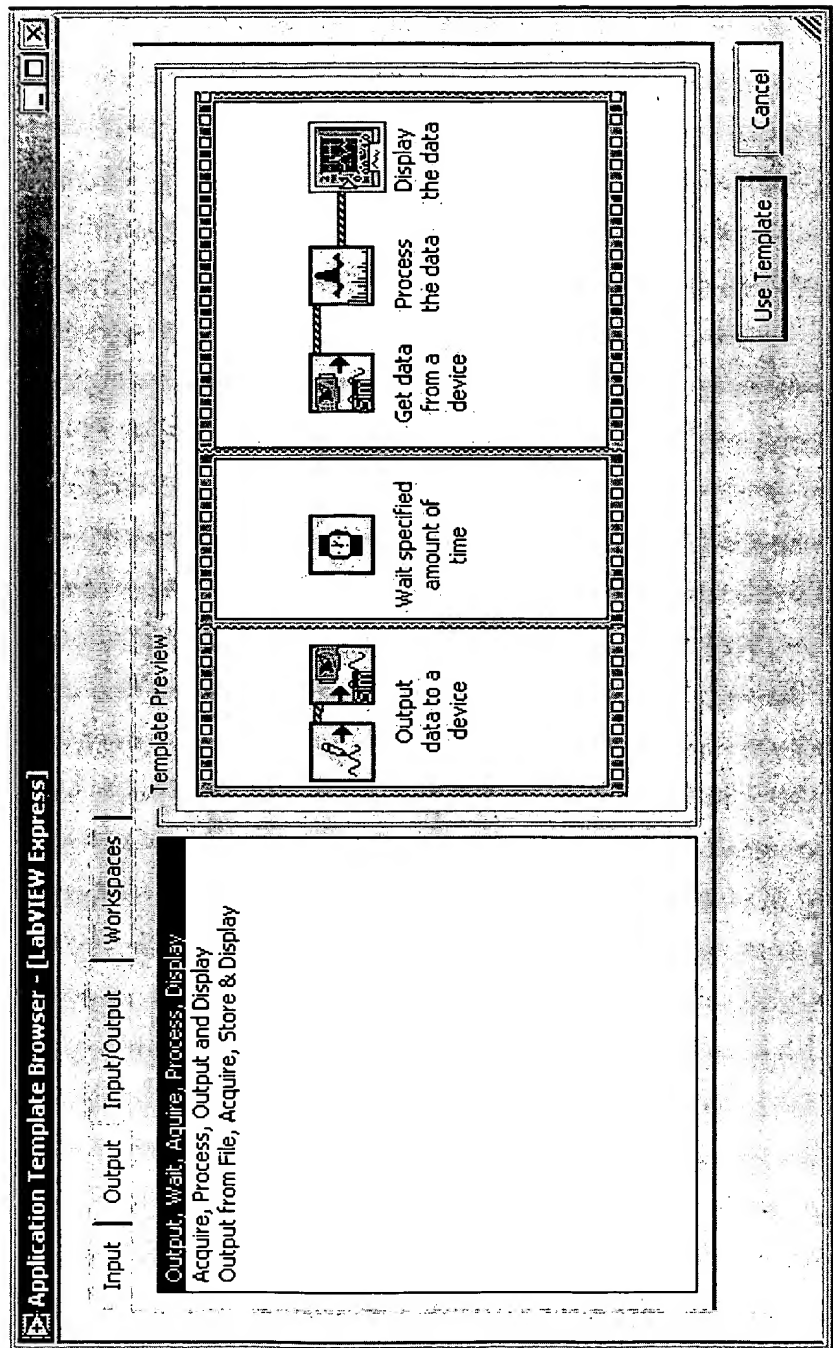 Application Template Browser - [LabVIEW Express]
Input
Output
Input/Output
Workspaces
Output, Wait, Aquire, Process, Display
Acquire, Process, Output and Display
Output from File, Acquire, Store & Display
Template Preview
Output
data to a
device
Wait specified
amount of
time
Get data
from a
device
Process
the data
Display
the data
Use Template
Cancel